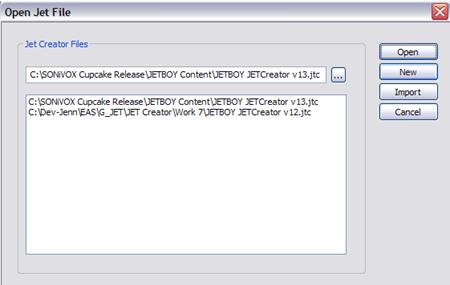 Open Jet File
Jet Creator Files
C:\SONiVOX Cupcake Release\JETBOY Content\JETBOY JETCreator v13.jtc
...
C:\SONiVOX Cupcake Release\JETBOY Content\JETBOY JETCreator v13.jtc
C:\Dev-Jenn\EAS\G_JET\JET Creator\Work 7\JETBOY JETCreator v12.jtc
Open
New
Import
Cancel